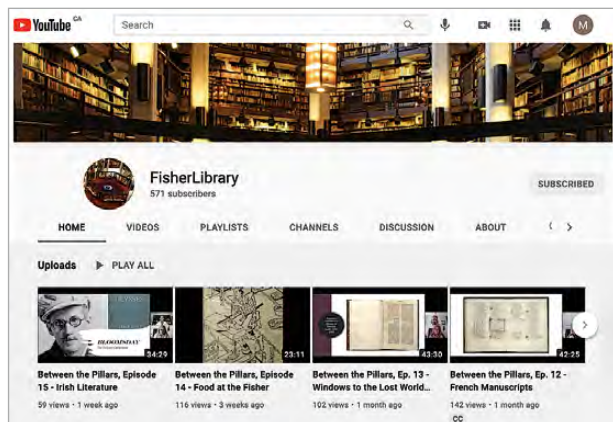 YouTube CA
Search
M
FisherLibrary
571 subscribers
SUBSCRIBED
HOME VIDEOS PLAYLISTS CHANNELS DISCUSSION ABOUT
Uploads PLAY ALL
BLOOMSDAY
34:29
23:11
43:30
42:25
Between the Pillars, Episode
15 - Irish Literature
59 views • 1 week ago
Between the Pillars, Episode
14 - Food at the Fisher
116 views • 3 weeks ago
Between the Pillars, Ep. 13 -
Windows to the Lost World...
102 views • 1 month ago
Between the Pillars, Ep. 12 -
French Manuscripts
142 views • 1 month ago
CC